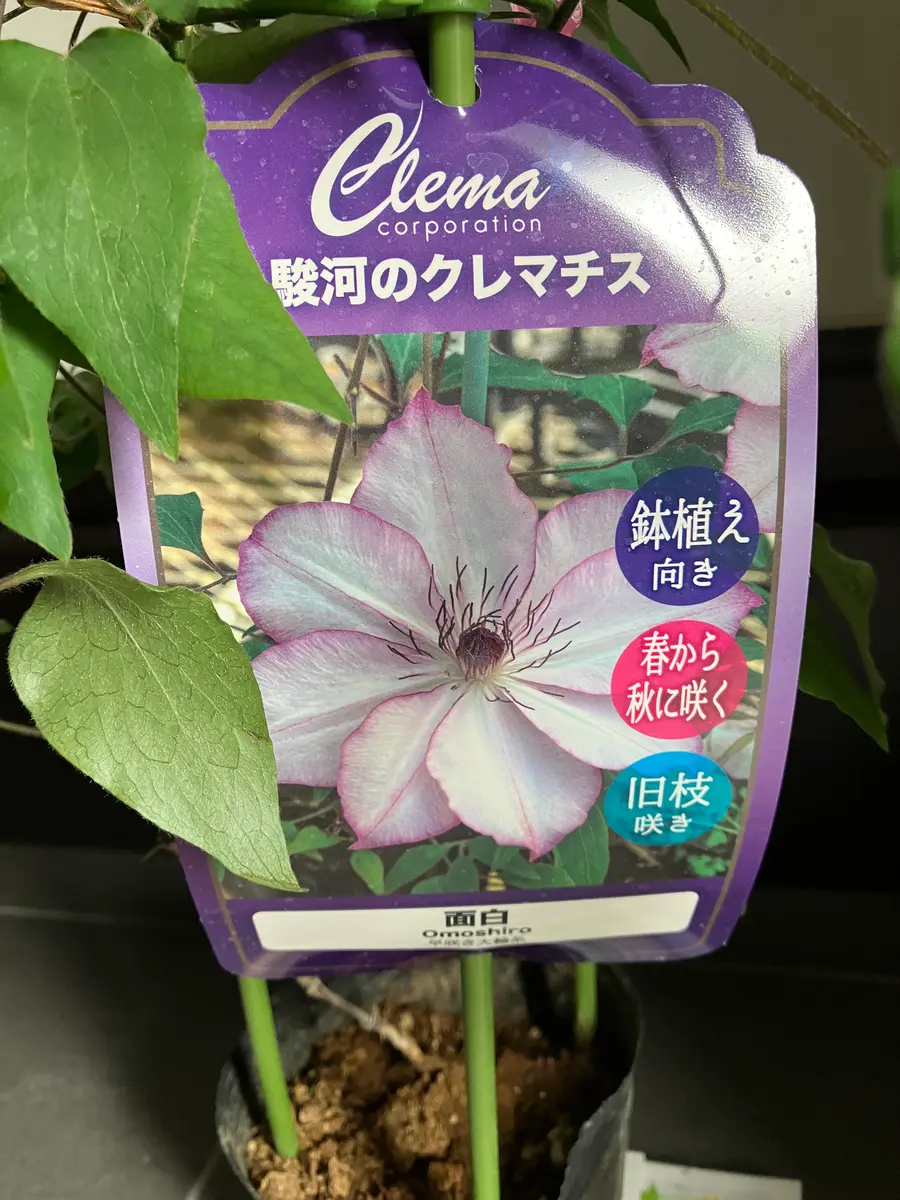 Clema
corporation
駿河のクレマチス
鉢植え
向き
春から
秋に咲く
旧枝
咲き
面白
Omoshiro
早咲き大輪系